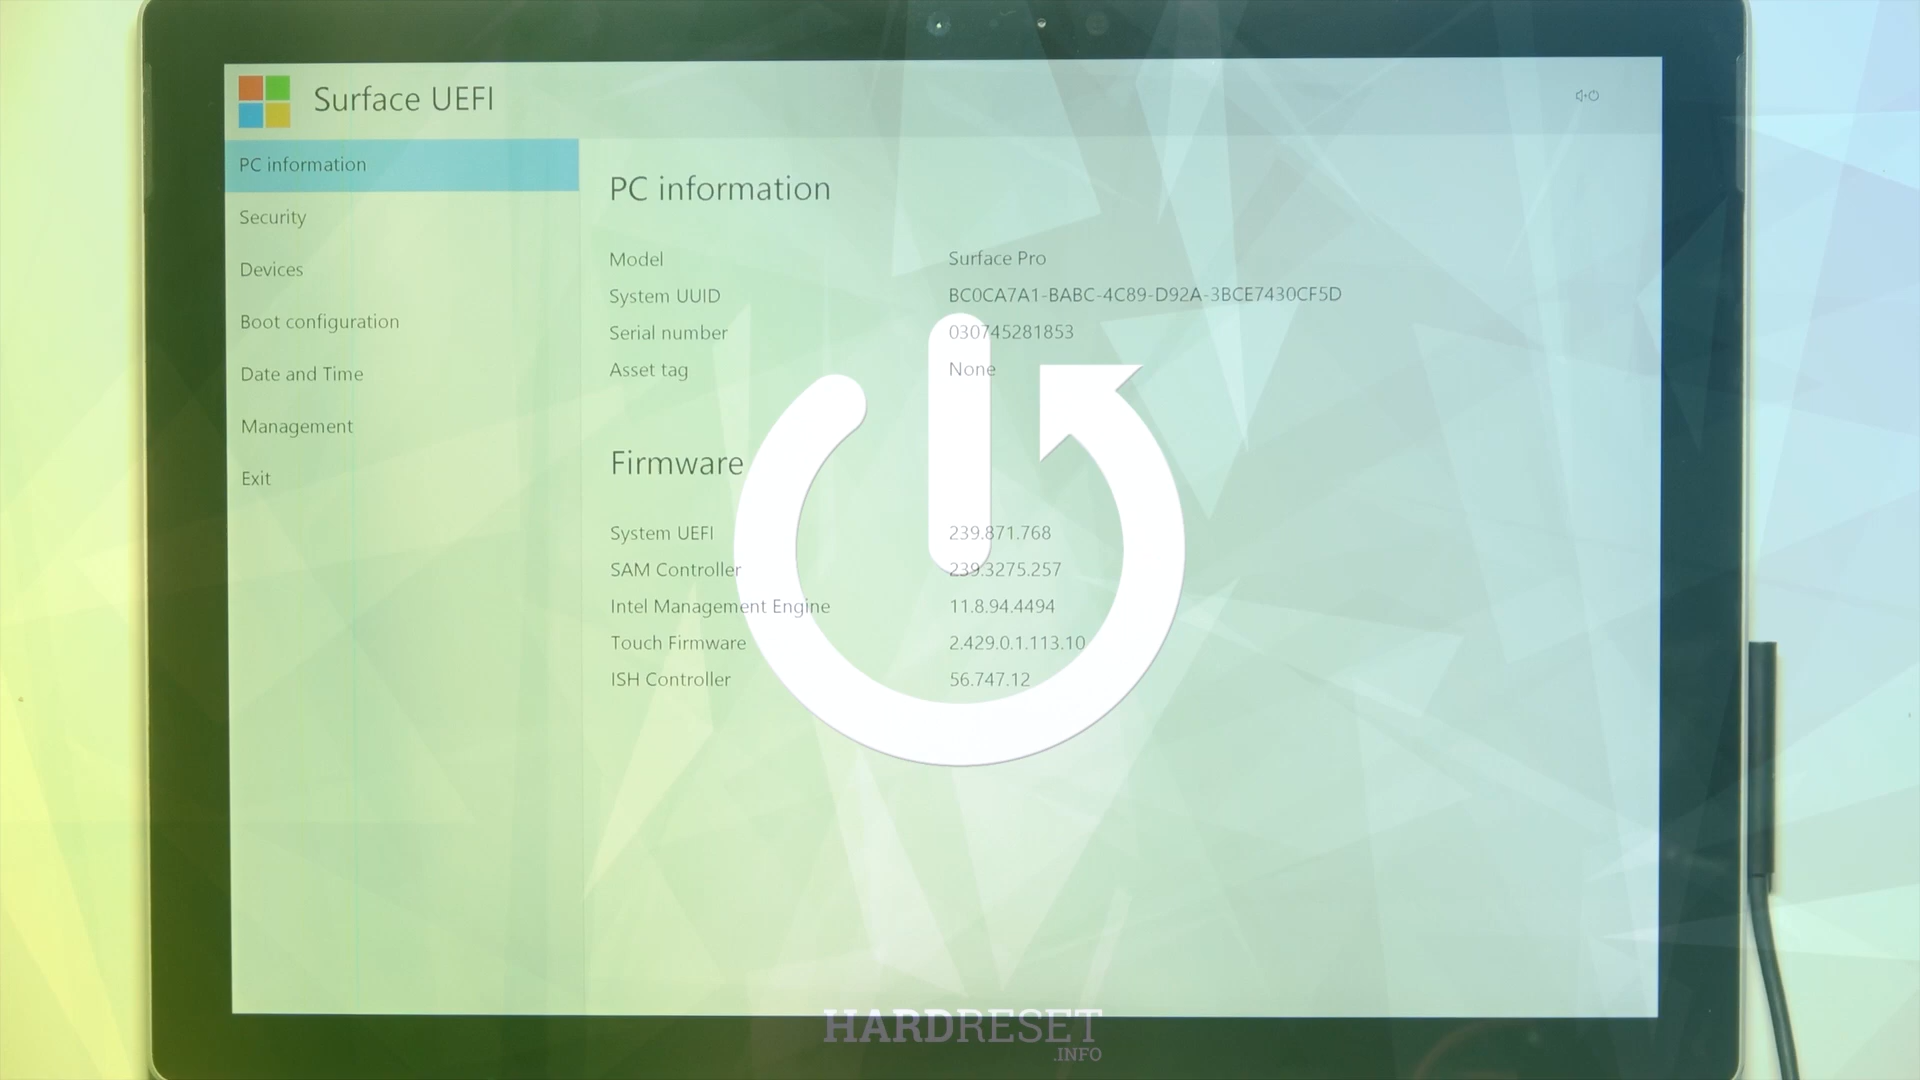 Surface UEFI
PC information
Security
Devices
Boot configuration
Date and Time
Management
Exit
PC information
Model Surface Pro
System UUID BC0CA7A1-BABC-4C89-D92A-3BCE7430CF5D
Serial number 030745281853
Asset tag None
Firmware
System UEFI 239.871.768
SAM Controller 239.3275.257
Intel Management Engine 11.8.94.4494
Touch Firmware 2.429.0.1.113.10
ISH Controller 56.747.12
HARDRESET
.INFO